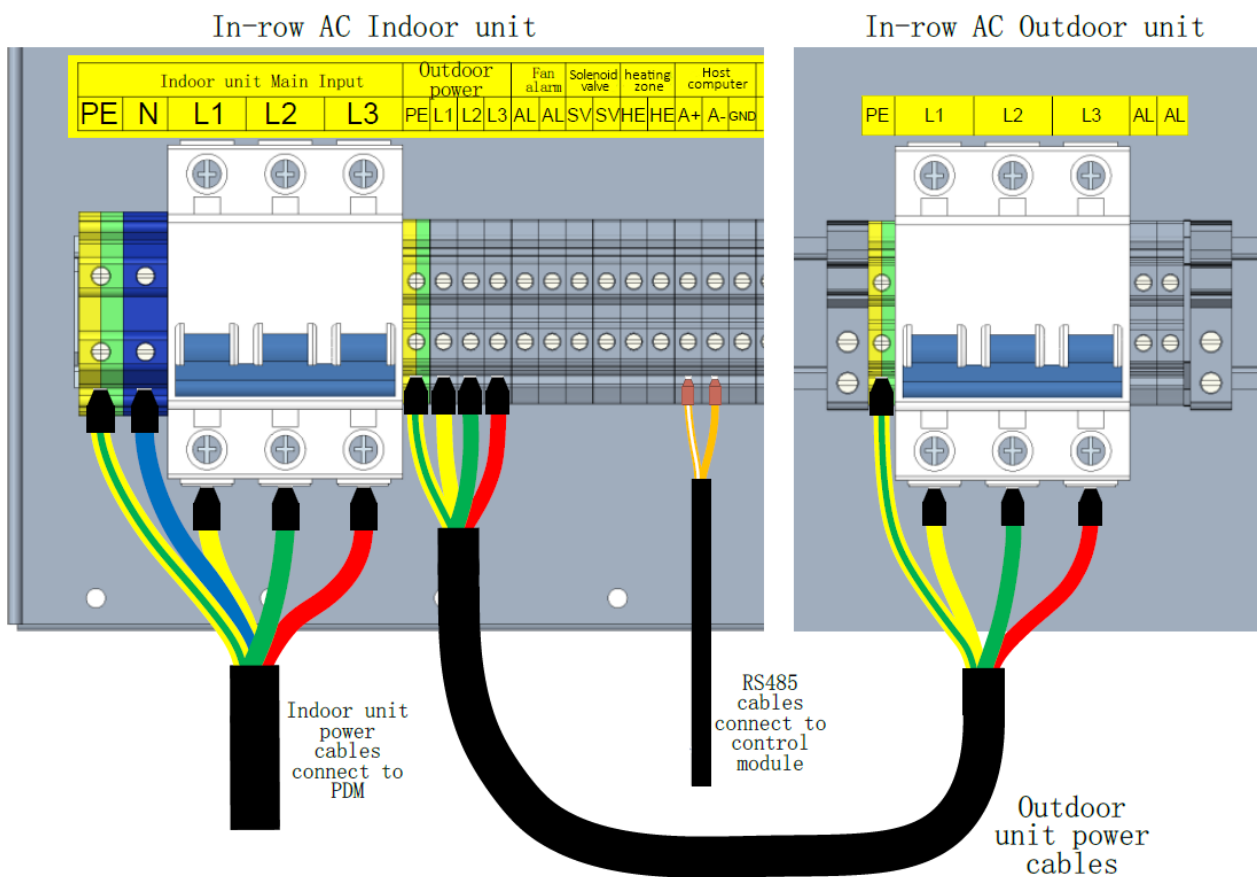 In-row AC Indoor unit
In-row AC Outdoor unit
Indoor unit Main Input
Outdoor
power
Fan
alarm
Solenoid
valve
heating
zone
Host
computer
PE N L1 L2 L3 PE L1 L2 L3 AL AL SV SV HE HE A+ A- GND
PE L1 L2 L3 AL AL
Indoor unit
power
cables
connect to
PDM
RS485
cables
connect to
control
module
Outdoor
unit power
cables